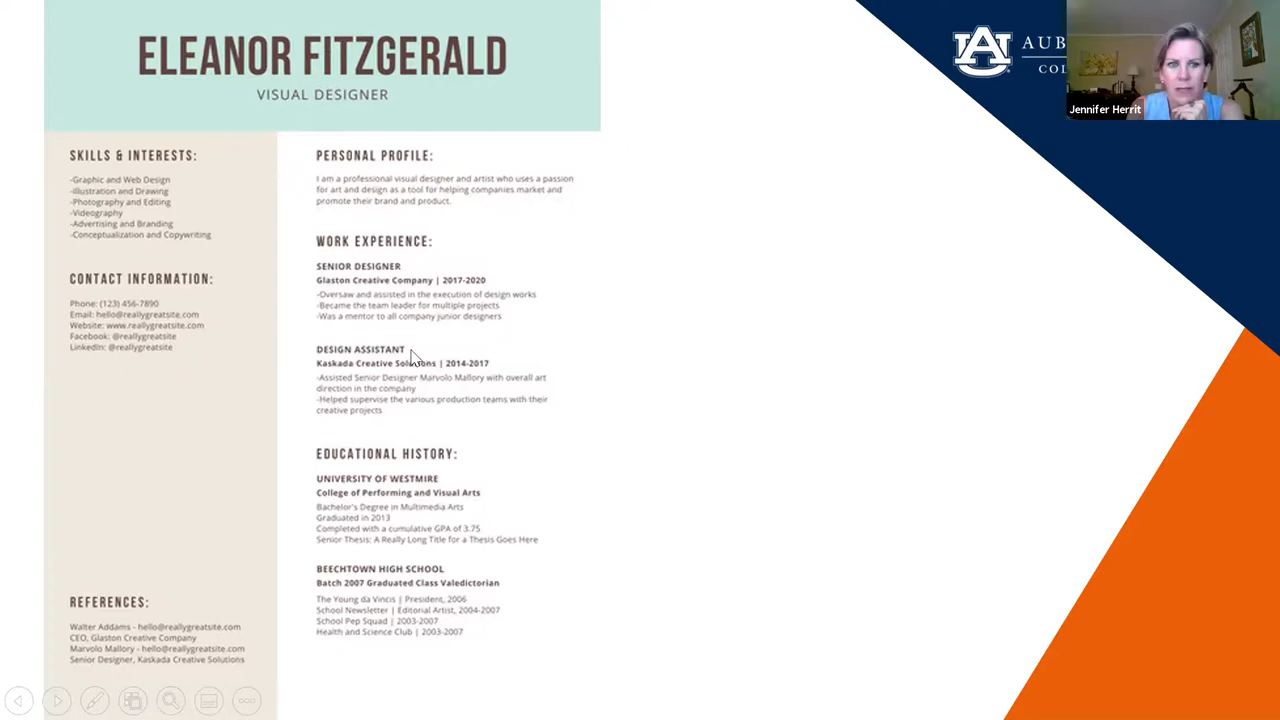 ELEANOR FITZGERALD
VISUAL DESIGNER
SKILLS & INTERESTS:
-Graphic and Web Design
-Illustration and Drawing
-Photography and Editing
-Videography
-Advertising and Branding
-Conceptualization and Copywriting
CONTACT INFORMATION:
Phone: (123) 456-7890
Email: hello@reallygreatsite.com
Website: www.reallygreatsite.com
Facebook: @reallygreatsite
LinkedIn: @reallygreatsite
REFERENCES:
Walter Addams - hello@reallygreatsite.com
CEO, Glaston Creative Company
Marvolo Mallory - hello@reallygreatsite.com
Senior Designer, Kaskada Creative Solutions
PERSONAL PROFILE:
I am a professional visual designer and artist who uses a passion
for art and design as a tool for helping companies market and
promote their brand and product.
WORK EXPERIENCE:
SENIOR DESIGNER
Glaston Creative Company | 2017-2020
-Oversaw and assisted in the execution of design works
-Became the team leader for multiple projects
-Was a mentor to all company junior designers
DESIGN ASSISTANT
Kaskada Creative Solutions | 2014-2017
-Assisted Senior Designer Marvolo Mallory with overall art
direction in the company
-Helped supervise the various production teams with their
creative projects
EDUCATIONAL HISTORY:
UNIVERSITY OF WESTMIRE
College of Performing and Visual Arts
Bachelor's Degree in Multimedia Arts
Graduated in 2013
Completed with a cumulative GPA of 3.75
Senior Thesis: A Really Long Title for a Thesis Goes Here
BEECHTOWN HIGH SCHOOL
Batch 2007 Graduated Class Valedictorian
The Young da Vincis | President, 2006
School Newsletter | Editorial Artist, 2004-2007
School Pep Squad | 2003-2007
Health and Science Club | 2003-2007
AU
AUB
COL
Jennifer Herrit